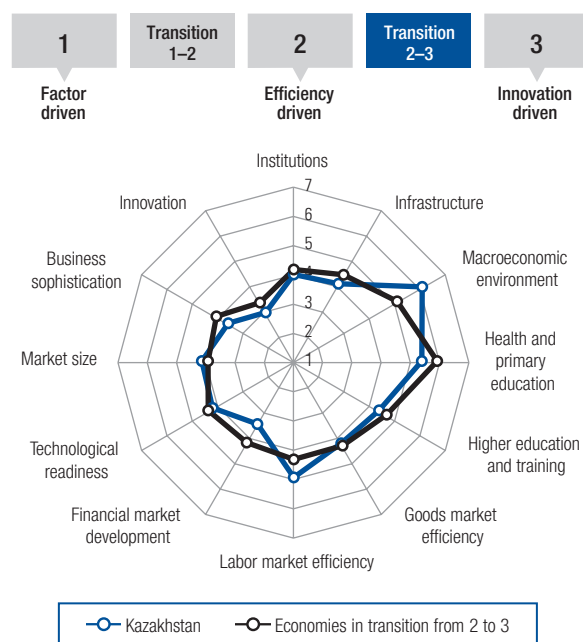 1
Transition
1–2
2
Transition
2–3
3
Factor
driven
Efficiency
driven
Innovation
driven
Institutions
7
Innovation
6
Infrastructure
5
Business
sophistication
4
Macroeconomic
environment
3
2
Market size
1
Health and
primary
education
Technological
readiness
Higher education
and training
Financial market
development
Goods market
efficiency
Labor market efficiency
Kazakhstan
Economies in transition from 2 to 3